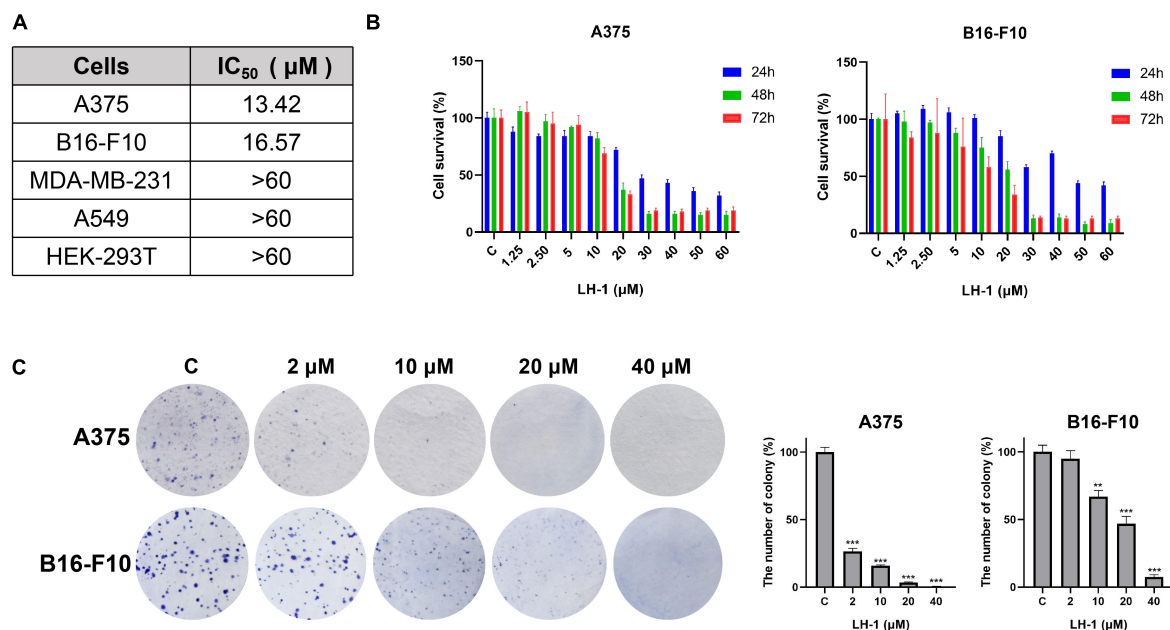 A
Cells IC50 ( µM )
A375 13.42
B16-F10 16.57
MDA-MB-231 >60
A549 >60
HEK-293T >60
B
A375
Cell survival (%)
150
100
50
0
24h
48h
72h
C 1.25 2.50 5 10 20 30 40 50 60
LH-1 (µM)
B16-F10
Cell survival (%)
150
100
50
0
24h
48h
72h
C 1.25 2.50 5 10 20 30 40 50 60
LH-1 (µM)
C
C 2 µM 10 µM 20 µM 40 µM
A375
B16-F10
A375
The number of colony (%)
100
50
0
*** *** *** ***
C 2 10 20 40
LH-1 (µM)
B16-F10
The number of colony (%)
100
50
0
** *** ***
C 2 10 20 40
LH-1 (µM)